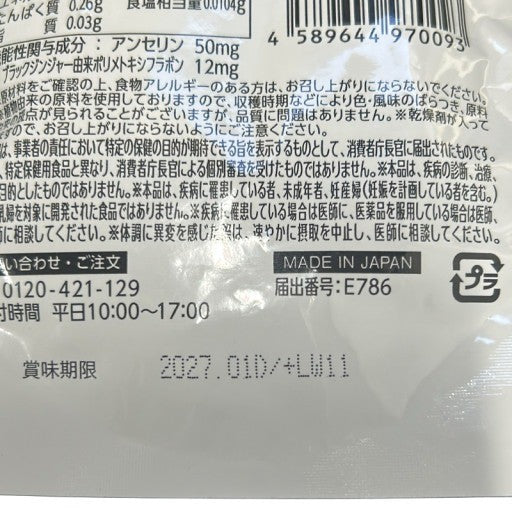 たんぱく質 0.26g
食塩相当量 0.0104g
質 0.03g
4 589644 970093
機能性関与成分：アンセリン 50mg
ブラックジンジャー由来ポリメトキシフラボン 12mg
原材料をご確認の上、食物アレルギーのある方は、お召し上がりにならないでください。
植物由来の原料を使用しておりますので、収穫時期などにより色・風味のばらつき、原料
が見られることがございますが、品質に問題はありません。※乾燥剤が入って
ので、お召し上がりにならないようにご注意ください。
は、事業者の責任において特定の保健の目的が期待できる旨を表示するものとして、消費者庁長官に届出されたものです。
、特定保健用食品と異なり、消費者庁長官による個別審査を受けたものではありません。※本品は、疾病の診断、治療、
目的としたものではありません。※本品は、疾病に罹患している者、未成年者、妊産婦（妊娠を計画している者を含む。）
乳婦を対象に開発された食品ではありません。※疾病に罹患している場合は医師に、医薬品を服用している場合は医師、
に相談してください。※体調に異変を感じた際は、速やかに摂取を中止し、医師に相談してください。
い合わせ・ご注文
0120-421-129
付時間 平日10:00〜17:00
MADE IN JAPAN
届出番号：E786
プラ
賞味期限 2027.01D/+LW11